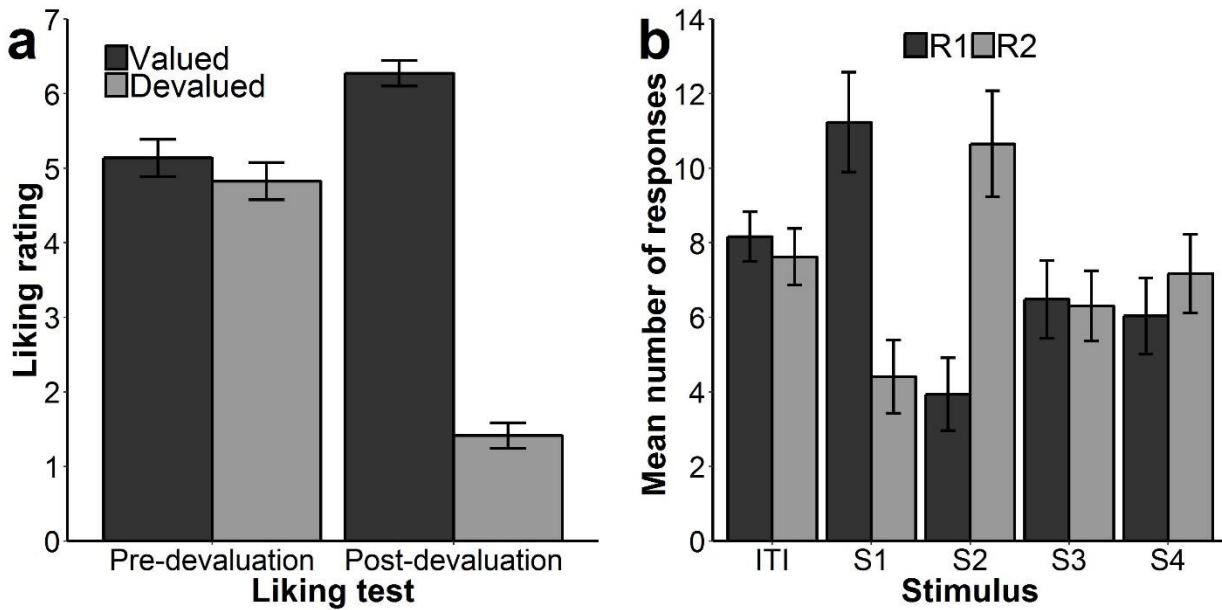 a
Valued
Devalued
7
6
5
4
3
2
1
0
Liking rating
Pre-devaluation
Post-devaluation
Liking test
b
R1
R2
14
12
10
8
6
4
2
0
Mean number of responses
ITI
S1
S2
S3
S4
Stimulus